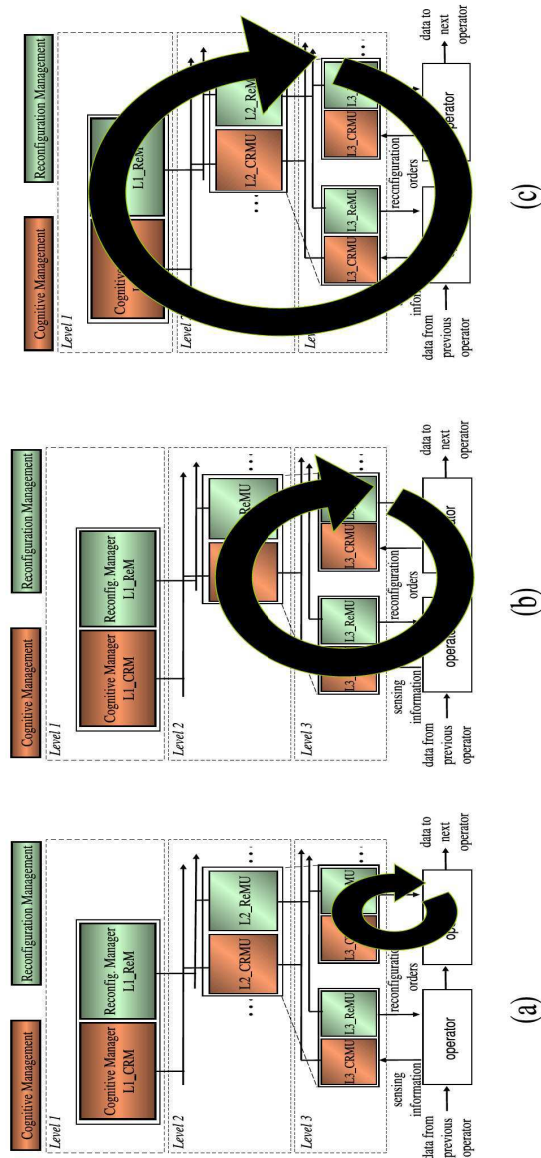 Cognitive Management
Reconfiguration Management
Level 1
Cognitive Manager
L1_CRM
Reconfig. Manager
L1_ReM
Level 2
L2_CRMU
L2_ReMU
Level 3
L3_CRMU
L3_ReMU
sensing
information
reconfiguration
orders
data from
previous
operator
operator
data to
next
operator
(a)
Cognitive Management
Reconfiguration Management
Level 1
Cognitive Manager
L1_CRM
Reconfig. Manager
L1_ReM
Level 2
Level 3
L3_ReMU
L3_CRMU
sensing
information
reconfiguration
orders
data from
previous
operator
operator
data to
next
operator
(b)
Cognitive Management
Reconfiguration Management
Level 1
Cognitive
L1_ReM
L2_CRMU
L2_ReMU
L3_CRMU
L3_ReMU
L3_CRMU
information
reconfiguration
orders
data from
previous
operator
operator
data to
next
operator
(c)